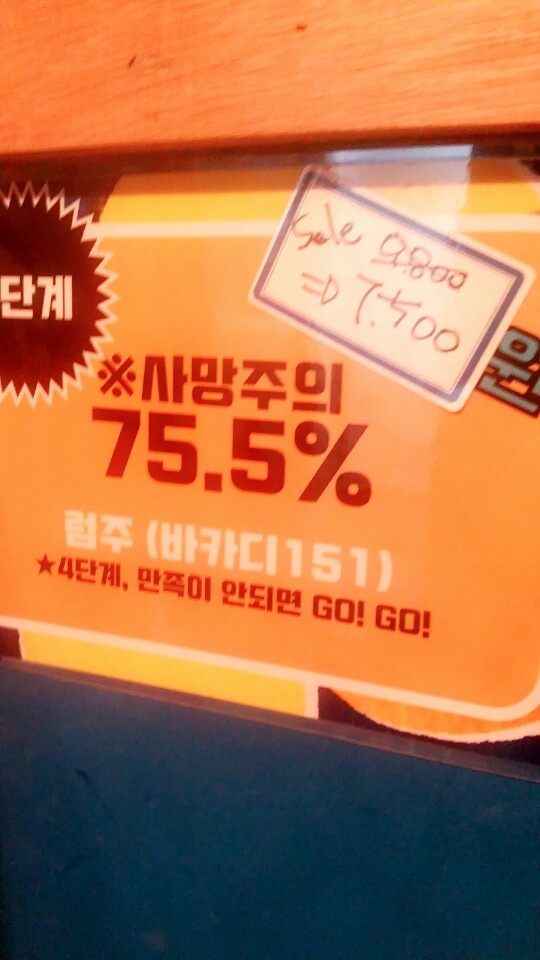 Sale 9.800
⇒ 7.500
단계
※사망주의
75.5%
럼주 (바카디151)
★4단계, 만족이 안되면 GO! GO!